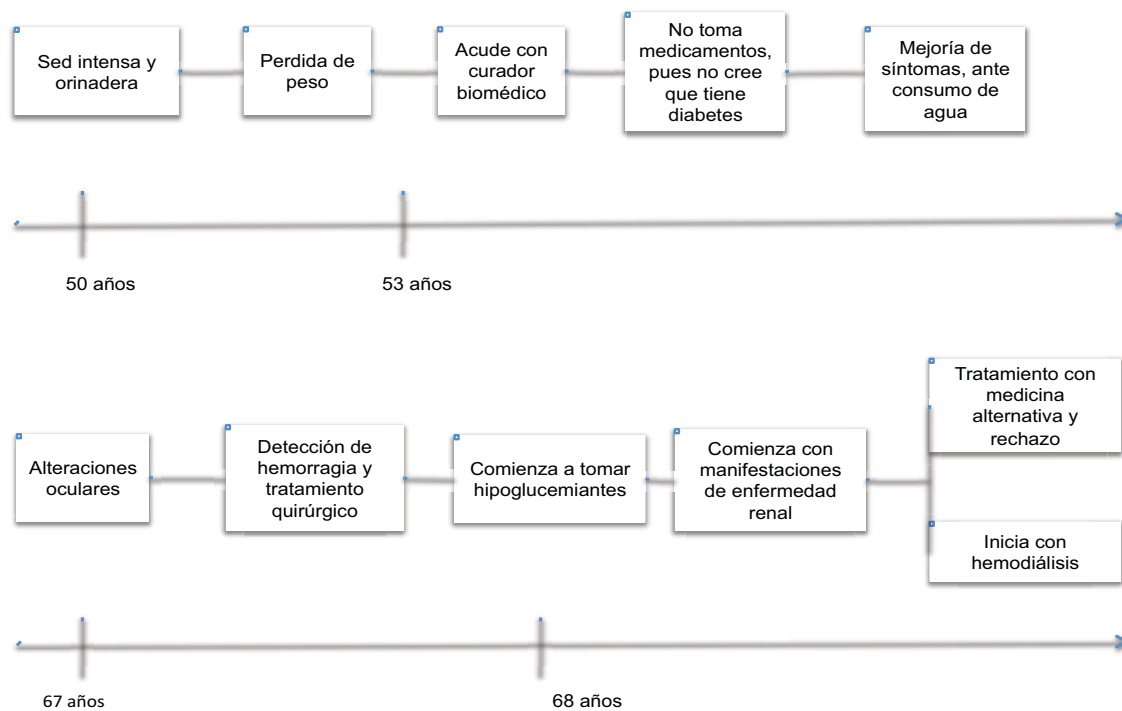 Sed intensa y
orinadera
Perdida de
peso
Acude con
curador
biomédico
No toma
medicamentos,
pues no cree
que tiene
diabetes
Mejoría de
síntomas, ante
consumo de
agua
50 años
53 años
Alteraciones
oculares
Detección de
hemorragia y
tratamiento
quirúrgico
Comienza a tomar
hipoglucemiantes
Comienza con
manifestaciones
de enfermedad
renal
Tratamiento con
medicina
alternativa y
rechazo
Inicia con
hemodiálisis
67 años
68 años